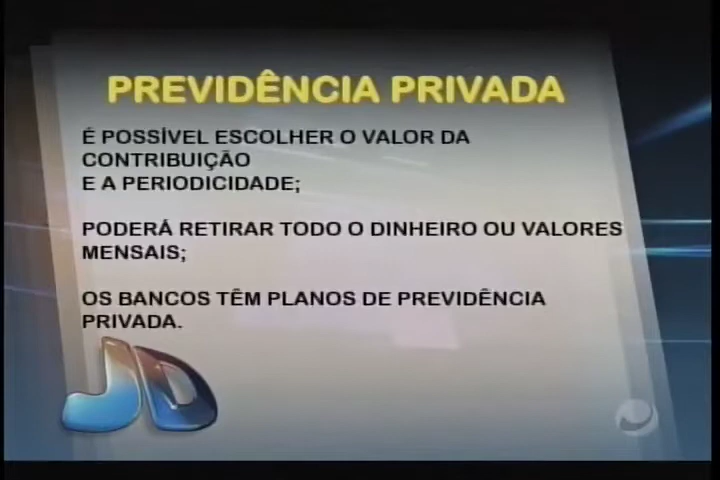 PREVIDÊNCIA PRIVADA
É POSSÍVEL ESCOLHER O VALOR DA
CONTRIBUIÇÃO
E A PERIODICIDADE;
PODERÁ RETIRAR TODO O DINHEIRO OU VALORES
MENSAIS;
OS BANCOS TÊM PLANOS DE PREVIDÊNCIA
PRIVADA.
JD